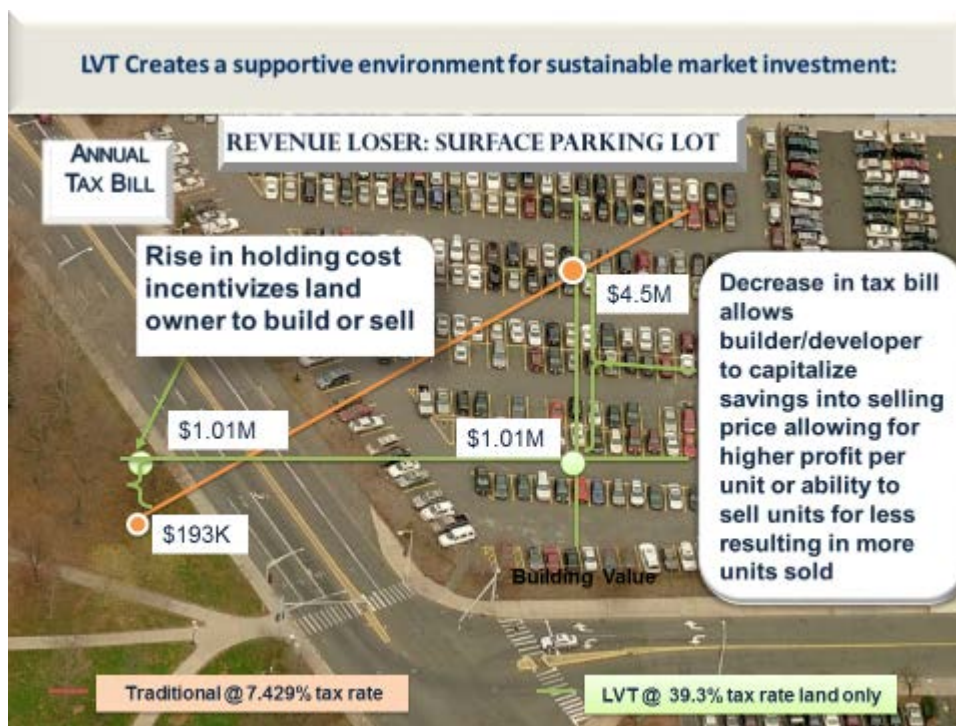 LVT Creates a supportive environment for sustainable market investment:
REVENUE LOSER: SURFACE PARKING LOT
ANNUAL
TAX BILL
Rise in holding cost
incentivizes land
owner to build or sell
$4.5M
Decrease in tax bill
allows
builder/developer
to capitalize
savings into selling
price allowing for
higher profit per
unit or ability to
sell units for less
resulting in more
units sold
$1.01M
$1.01M
$193K
Building Value
Traditional @ 7.429% tax rate
LVT @ 39.3% tax rate land only